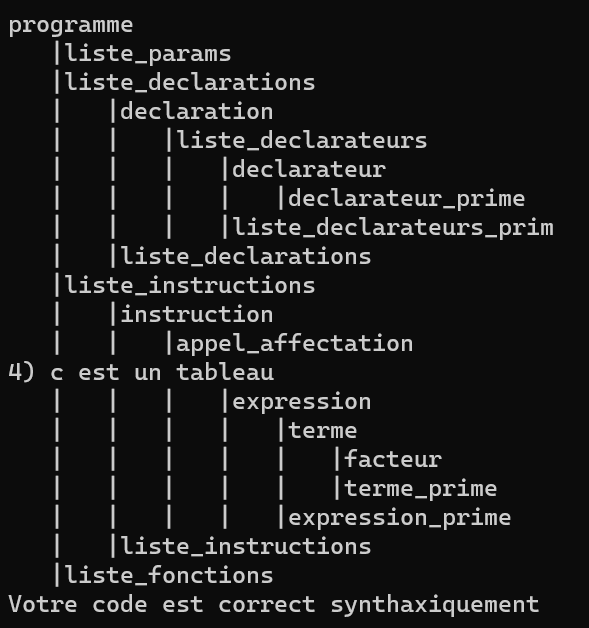 programme
   |liste_params
   |liste_declarations
   |   |declaration
   |   |   |liste_declarateurs
   |   |   |   |declarateur
   |   |   |   |   |declarateur_prime
   |   |   |   |liste_declarateurs_prim
   |   |liste_declarations
   |liste_instructions
   |   |instruction
   |   |   |appel_affectation
4) c est un tableau
   |   |   |   |expression
   |   |   |   |   |terme
   |   |   |   |   |   |facteur
   |   |   |   |   |   |terme_prime
   |   |   |   |   |expression_prime
   |   |liste_instructions
   |liste_fonctions
Votre code est correct synthaxiquement